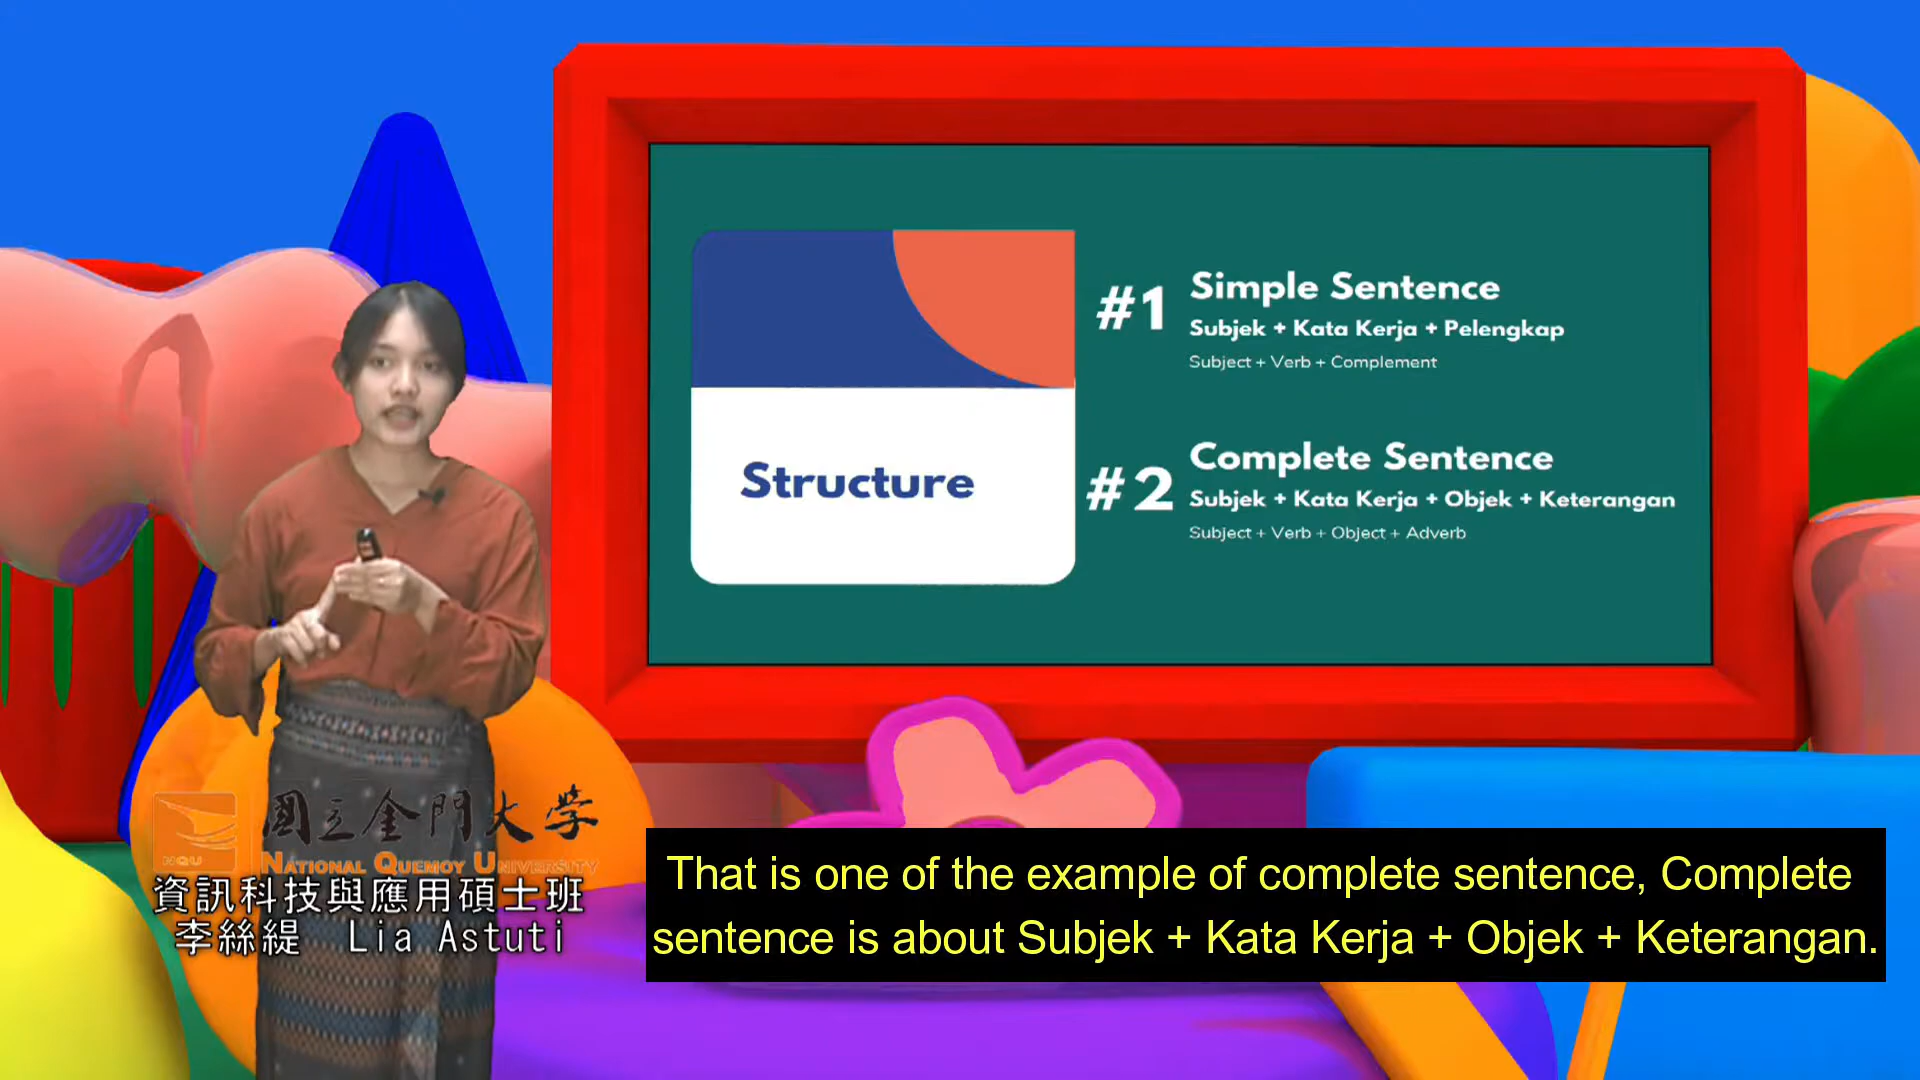 #1
Simple Sentence
Subjek + Kata Kerja + Pelengkap
Subject + Verb + Complement
Structure
#2
Complete Sentence
Subjek + Kata Kerja + Objek + Keterangan
Subject + Verb + Object + Adverb
NQU
國立金門大學
NATIONAL QUEMOY UNIVERSITY
資訊科技與應用碩士班
李絲緹 Lia Astuti
That is one of the example of complete sentence, Complete
sentence is about Subjek + Kata Kerja + Objek + Keterangan.